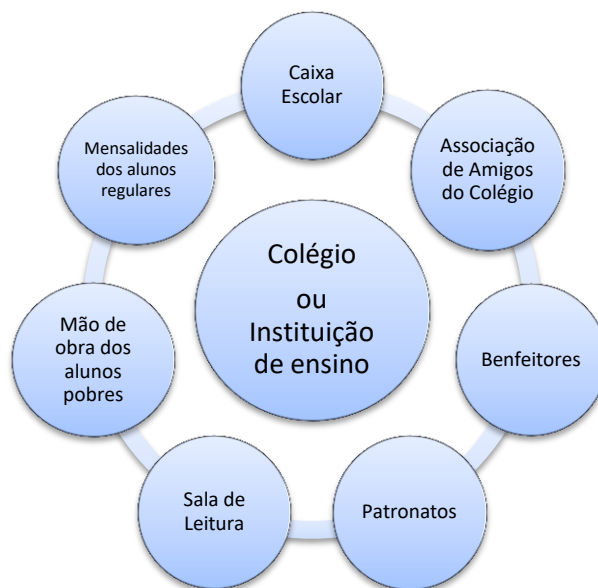 Caixa
Escolar
Associação
de Amigos
do Colégio
Benfeitores
Patronatos
Sala de
Leitura
Mão de
obra dos
alunos
pobres
Mensalidades
dos alunos
regulares
Colégio
ou
Instituição
de ensino